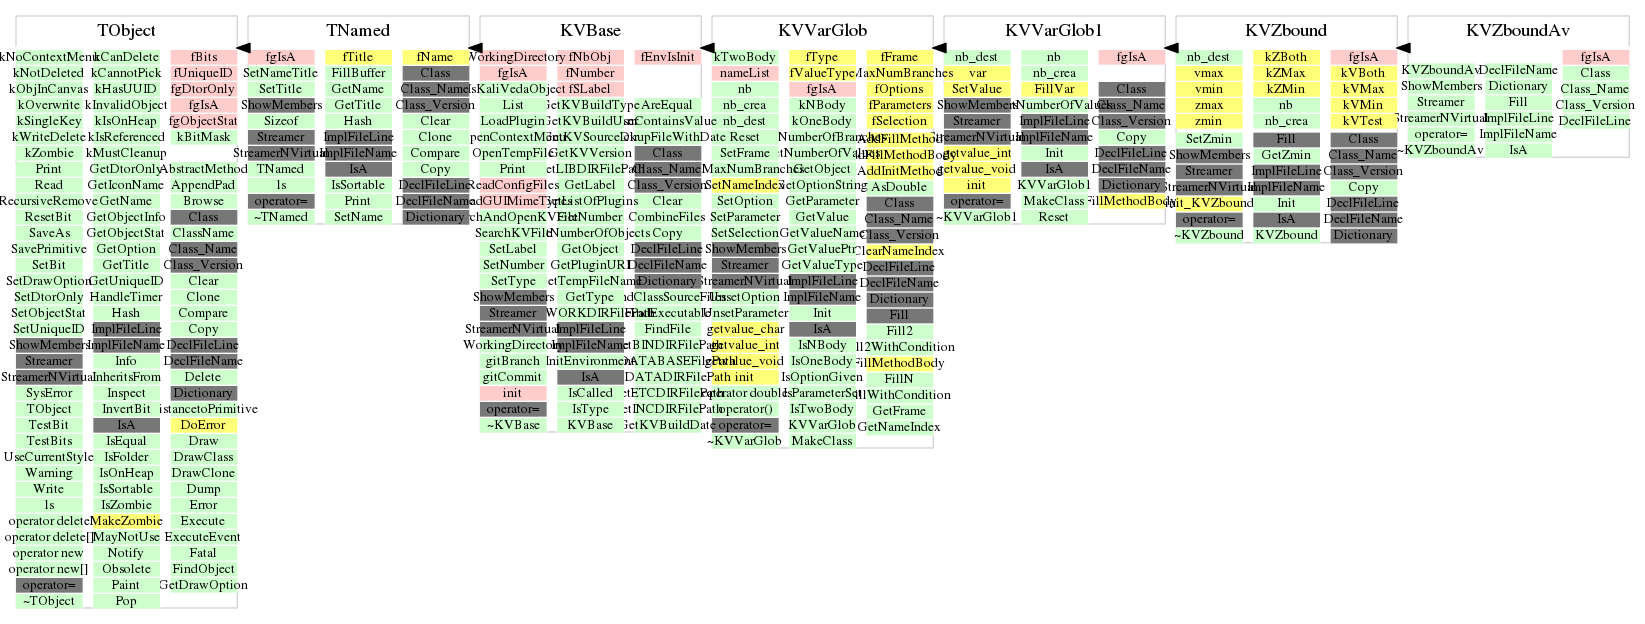 TObject
kNoContextMenu kCanDelete fBits
kNotDeleted kCannotPick fUniqueID
kObjInCanvas kHasUUID fgDtorOnly
kOverwrite kInvalidObject fgIsA
kSingleKey kIsOnHeap fgObjectStat
kWriteDelete kIsReferenced kBitMask
kZombie kMustCleanup
Print GetDtorOnly AbstractMethod
Read GetIconName AppendPad
RecursiveRemove GetName Browse
ResetBit GetObjectInfo Class
SaveAs GetObjectStat ClassName
SavePrimitive GetOption Class_Name
SetBit GetTitle Class_Version
SetDrawOption GetUniqueID Clear
SetDtorOnly HandleTimer Clone
SetObjectStat Hash Compare
SetUniqueID ImplFileLine Copy
ShowMembers ImplFileName DeclFileLine
Streamer Info DeclFileName
StreamerNVirtual InheritsFrom Delete
SysError Inspect Dictionary
TObject InvertBit istancetoPrimitive
TestBit IsA DoError
TestBits IsEqual Draw
UseCurrentStyle IsFolder DrawClass
Warning IsOnHeap DrawClone
Write IsSortable Dump
ls IsZombie Error
operator delete MakeZombie Execute
operator delete[] MayNotUse ExecuteEvent
operator new Notify Fatal
operator new[] Obsolete FindObject
operator= Paint GetDrawOption
~TObject Pop
TNamed
fgIsA fTitle fName
SetNameTitle FillBuffer Class
SetTitle GetName Class_Name
ShowMembers GetTitle Class_Version
Sizeof Hash Clear
Streamer ImplFileLine Clone
StreamerNVirtual ImplFileName Compare
TNamed IsA Copy
ls IsSortable DeclFileLine
operator= Print DeclFileName
~TNamed SetName Dictionary
KVBase
WorkingDirectory fNbObj fEnvIsInit
fgIsA fNumber
IsKaliVedaObject fSLabel
List GetKVBuildType AreEqual
LoadPlugin GetKVBuildUser ContainsValue
OpenContextMenu GetKVSourceDir BackupFileWithDate
OpenTempFile GetKVVersion Class
Print GetLIBDIRFilePath Class_Name
ReadConfigFiles GetLabel Class_Version
ReadGUIMimeTypes GetListOfPlugins Clear
SearchAndOpenKVFile GetNumber CombineFiles
SearchKVFile GetNumberOfObjects Copy
SetLabel GetObject DeclFileLine
SetNumber GetPluginURI DeclFileName
SetType GetTempFileName Dictionary
ShowMembers GetType FindClassSourceFiles
Streamer GetWORKDIRFilePath FindExecutable
StreamerNVirtual ImplFileLine FindFile
WorkingDirectory ImplFileName GetBINDIRFilePath
gitBranch InitEnvironment DATABASEFilePath
gitCommit IsA DATADIRFilePath
init IsCalled GetETCDIRFilePath
operator= IsType GetINCDIRFilePath
~KVBase KVBase GetKVBuildDate
KVVarGlob
kTwoBody fType fFrame
nameList fValueType MaxNumBranches
nb fgIsA fOptions
nb_crea kNBody fParameters
nb_dest kOneBody fSelection
Reset GetNumberOfBranches AddFillMethod
SetFrame GetNumberOfValues AddFillMethodBody
MaxNumBranches GetObject AddInitMethod
SetNameIndex GetOptionString AsDouble
SetOption GetParameter Class
SetParameter GetValue Class_Name
SetSelection GetValueName Class_Version
ShowMembers GetValuePtr ClearNameIndex
Streamer GetValueType DeclFileLine
StreamerNVirtual ImplFileLine DeclFileName
UnsetOption ImplFileName Dictionary
UnsetParameter Init Fill
getvalue_char IsA Fill2
getvalue_int IsNBody Fill2WithCondition
getvalue_void IsOneBody FillMethodBody
init IsOptionGiven FillN
operator double IsParameterSet FillWithCondition
operator() IsTwoBody GetFrame
operator= KVVarGlob GetNameIndex
~KVVarGlob MakeClass
KVVarGlob1
nb_dest nb fgIsA
var nb_crea
SetValue FillVar Class
ShowMembers GetNumberOfValues Class_Name
Streamer ImplFileLine Class_Version
StreamerNVirtual ImplFileName Copy
getvalue_int Init DeclFileLine
getvalue_void IsA DeclFileName
init KVVarGlob1 Dictionary
operator= MakeClass FillMethodBody
~KVVarGlob1 Reset
KVZbound
nb_dest kZBoth fgIsA
vmax kZMax kVBoth
vmin kZMin kVMax
zmax nb kVMin
zmin nb_crea kVTest
SetZmin Fill Class
ShowMembers GetZmin Class_Name
Streamer ImplFileLine Class_Version
StreamerNVirtual ImplFileName Copy
init_KVZbound Init DeclFileLine
operator= IsA DeclFileName
~KVZbound KVZbound Dictionary
KVZboundAv
fgIsA
KVZboundAv DeclFileName Class
ShowMembers Dictionary Class_Name
Streamer Fill Class_Version
StreamerNVirtual ImplFileLine DeclFileLine
operator= ImplFileName
~KVZboundAv IsA